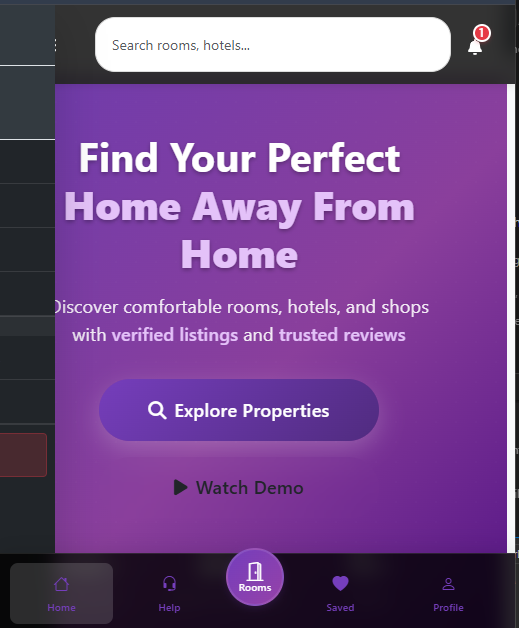 Search rooms, hotels...
1
Find Your Perfect
Home Away From
Home
Discover comfortable rooms, hotels, and shops
with verified listings and trusted reviews
Explore Properties
Watch Demo
Home
Help
Rooms
Saved
Profile